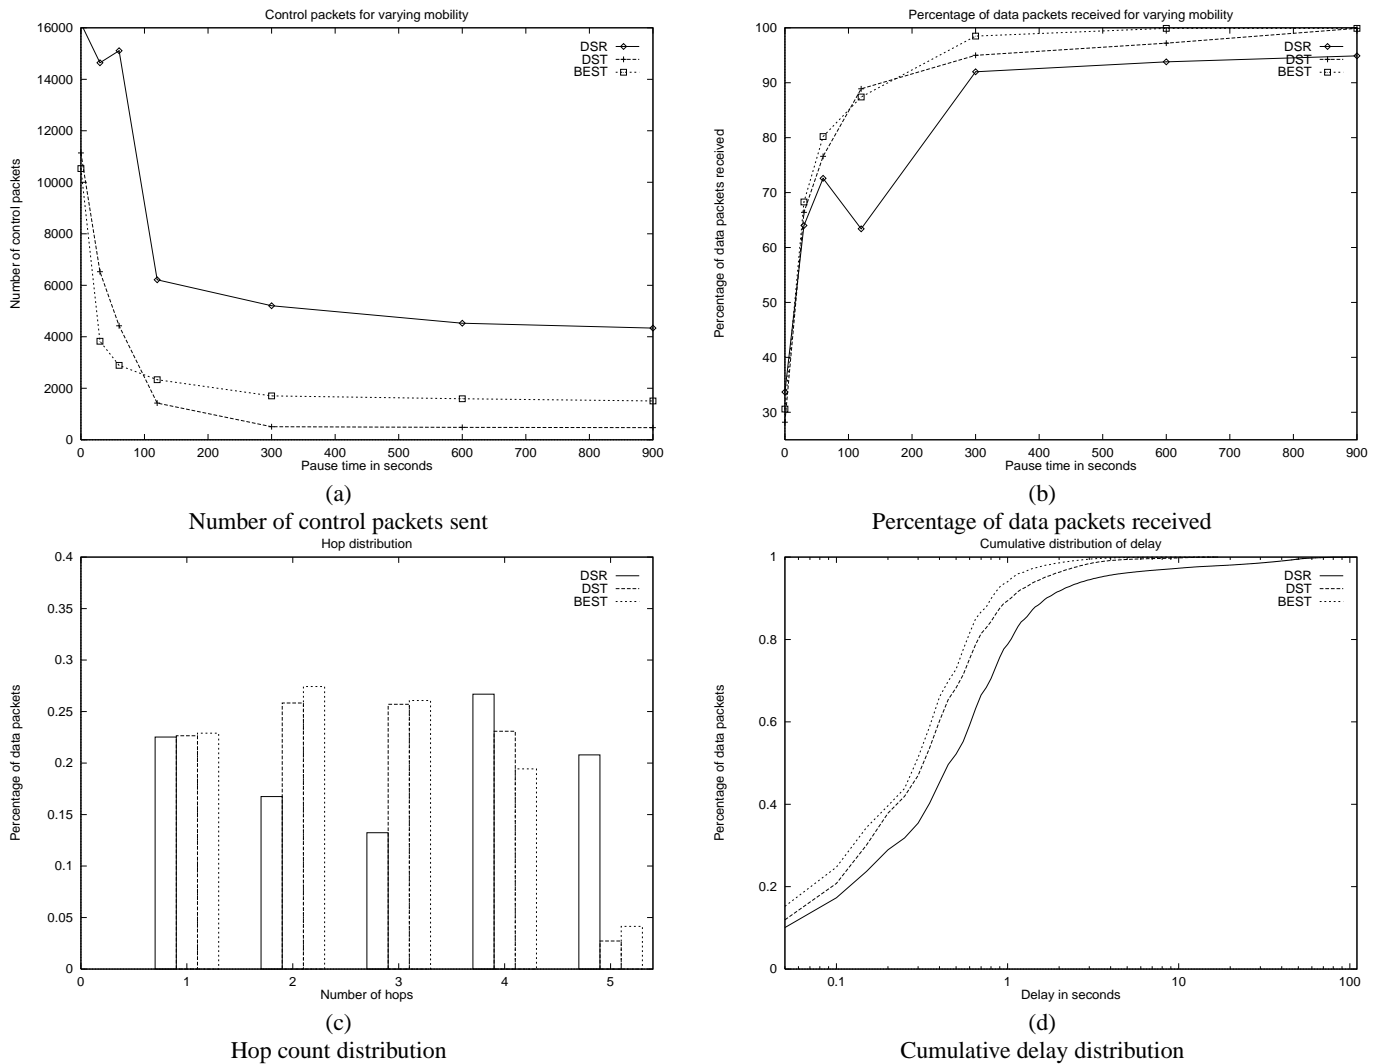 Control packets for varying mobility
16000
14000
12000
10000
8000
6000
4000
2000
0
Number of control packets
DSR
DST
BEST
0 100 200 300 400 500 600 700 800 900
Pause time in seconds
(a)
Number of control packets sent
Percentage of data packets received for varying mobility
100
90
80
70
60
50
40
30
Percentage of data packets received
DSR
DST
BEST
0 100 200 300 400 500 600 700 800 900
Pause time in seconds
(b)
Percentage of data packets received
Hop distribution
0.4
0.35
0.3
0.25
0.2
0.15
0.1
0.05
0
Percentage of data packets
DSR
DST
BEST
0 1 2 3 4 5
Number of hops
(c)
Hop count distribution
Cumulative distribution of delay
1
0.8
0.6
0.4
0.2
0
Percentage of data packets
DSR
DST
BEST
0.1 1 10 100
Delay in seconds
(d)
Cumulative delay distribution